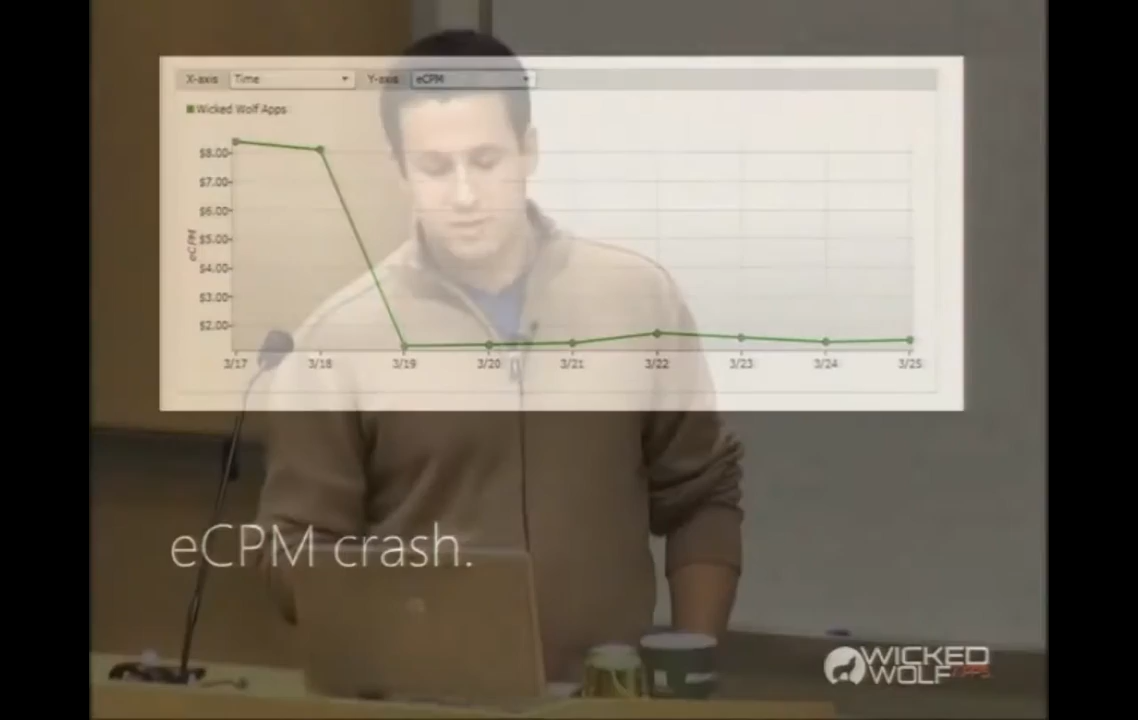 X-axis Time Y-axis eCPM
Wicked Wolf Apps
$8.00
$7.00
$6.00
$5.00
$4.00
$3.00
$2.00
eCPM
3/17 3/18 3/19 3/20 3/21 3/22 3/23 3/24 3/25
eCPM crash.
WICKED
WOLF APPS